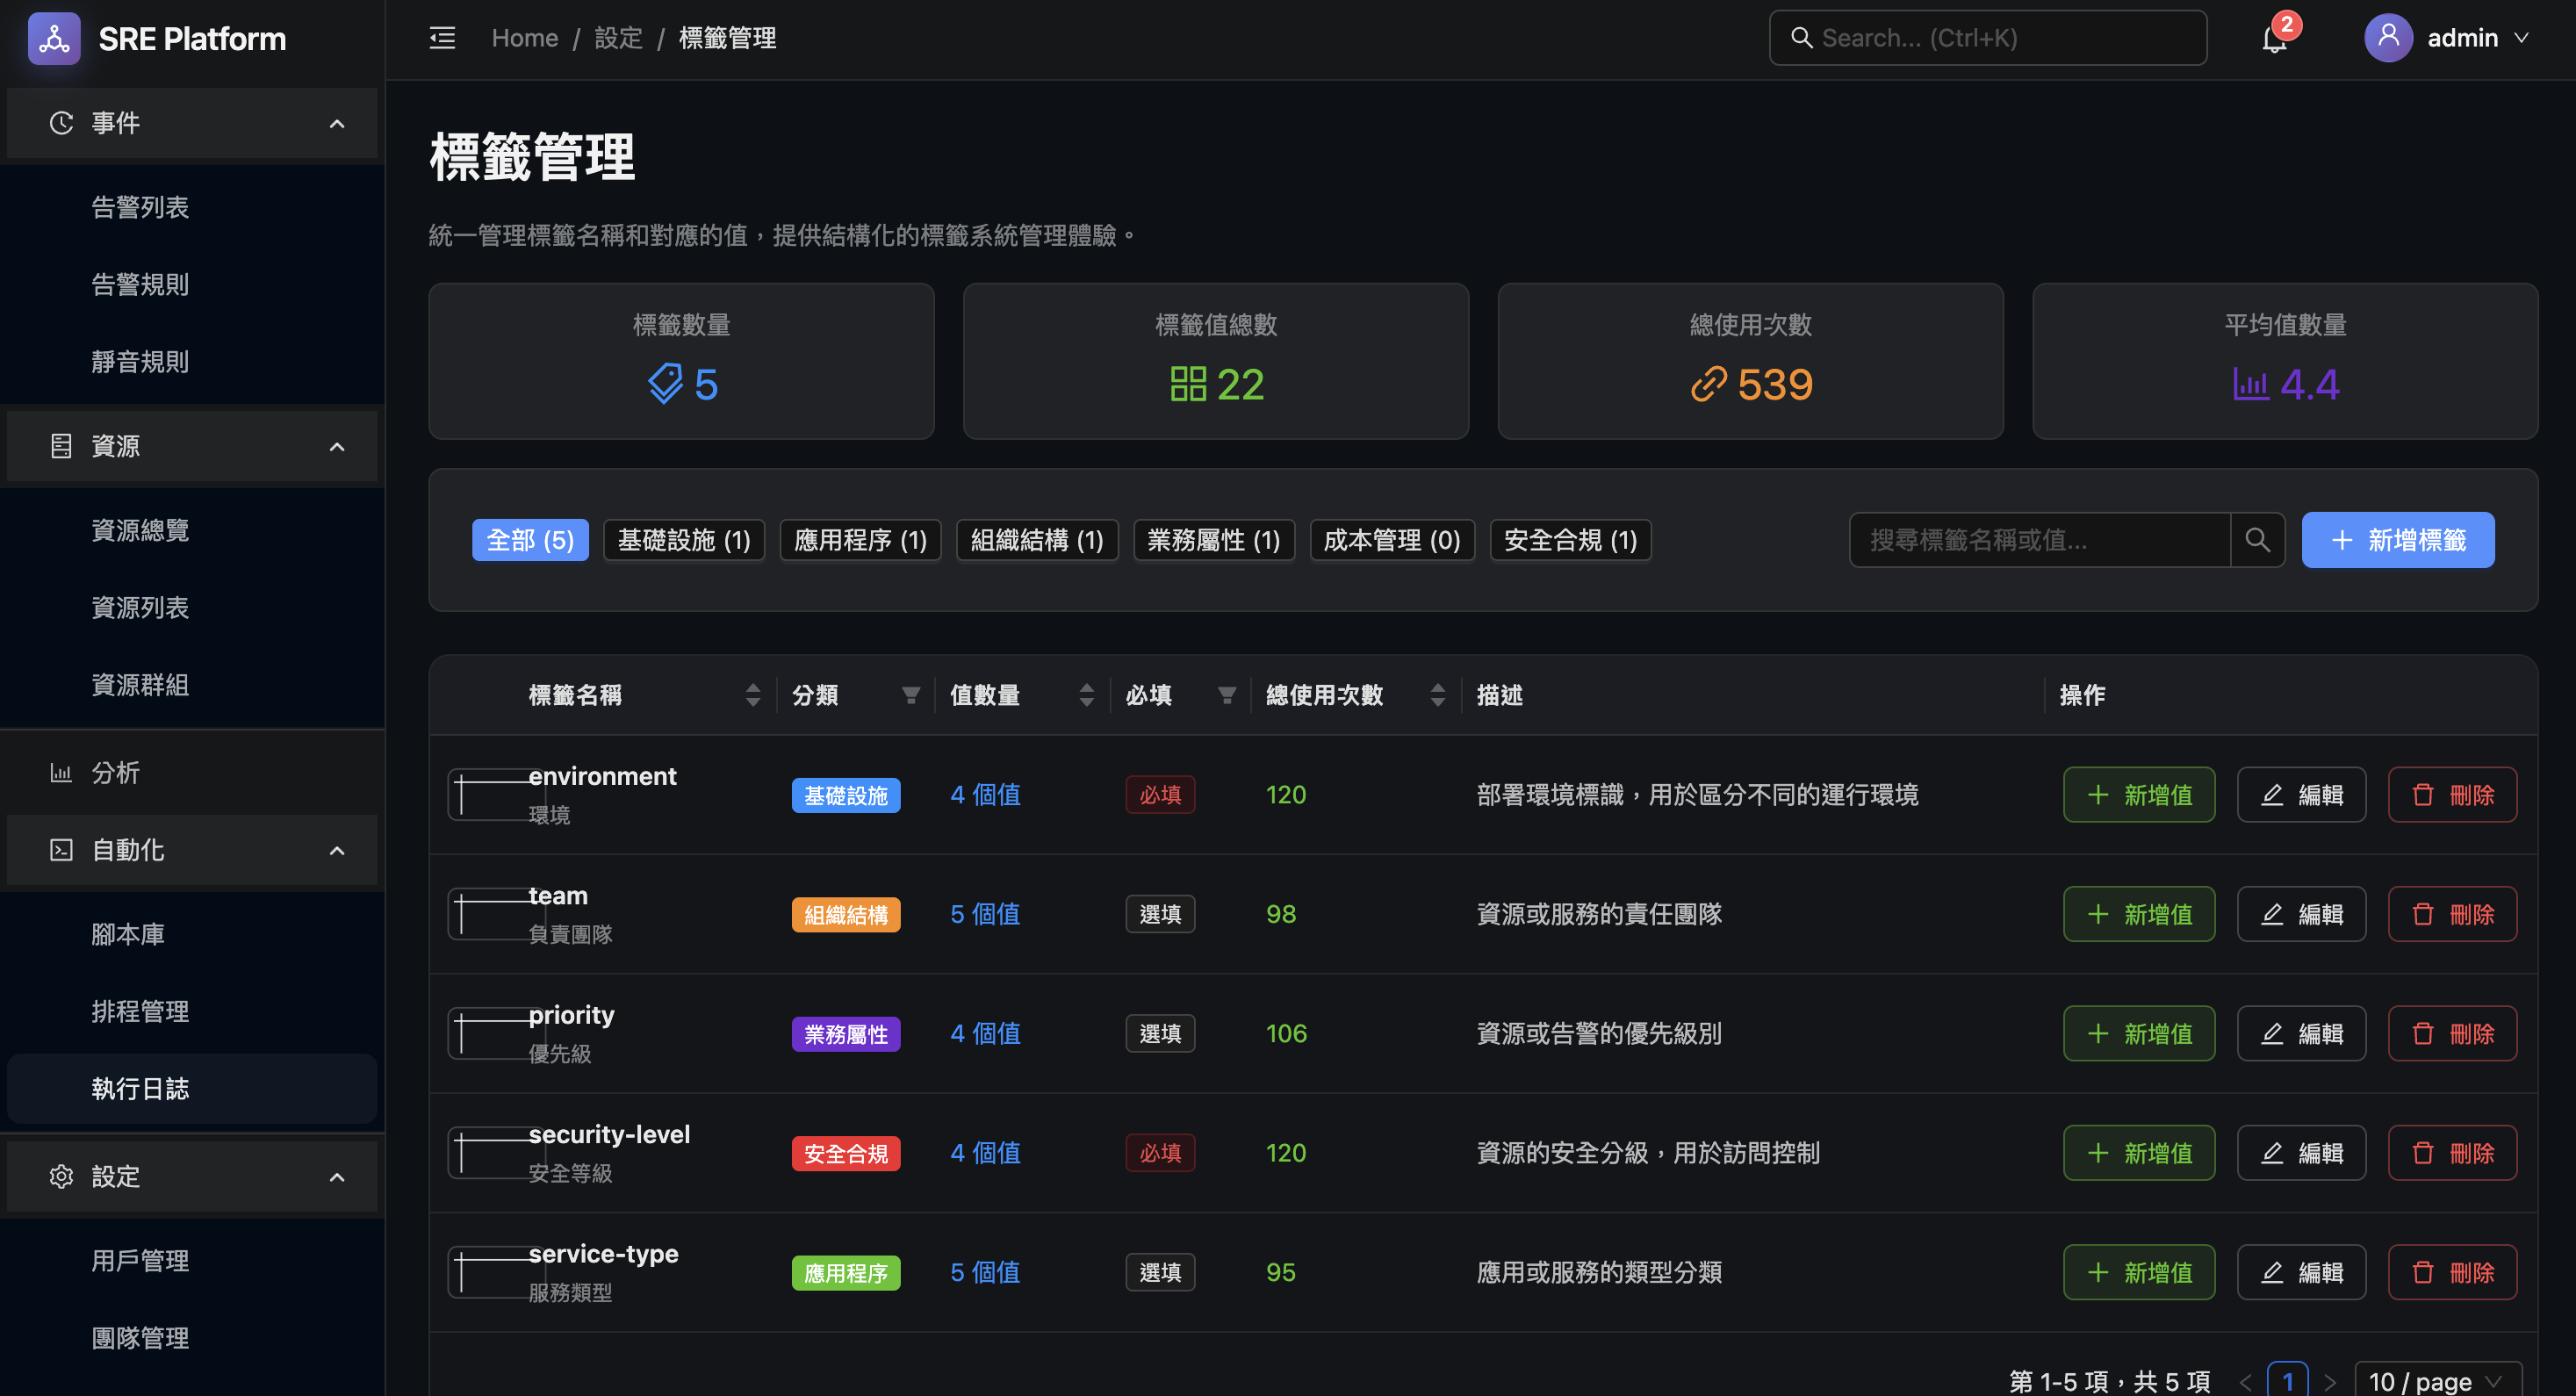 SRE Platform
Home / 設定 / 標籤管理
Search... (Ctrl+K)
2
admin
事件
告警列表
告警規則
靜音規則
資源
資源總覽
資源列表
資源群組
分析
自動化
腳本庫
排程管理
執行日誌
設定
用戶管理
團隊管理
標籤管理
統一管理標籤名稱和對應的值，提供結構化的標籤系統管理體驗。
標籤數量
5
標籤值總數
22
總使用次數
539
平均值數量
4.4
全部 (5) 基礎設施 (1) 應用程序 (1) 組織結構 (1) 業務屬性 (1) 成本管理 (0) 安全合規 (1)
搜尋標籤名稱或值...
新增標籤
標籤名稱 分類 值數量 必填 總使用次數 描述 操作
environment
環境
基礎設施 4 個值 必填 120 部署環境標識，用於區分不同的運行環境 新增值 編輯 刪除
team
負責團隊
組織結構 5 個值 選填 98 資源或服務的責任團隊 新增值 編輯 刪除
priority
優先級
業務屬性 4 個值 選填 106 資源或告警的優先級別 新增值 編輯 刪除
security-level
安全等級
安全合規 4 個值 必填 120 資源的安全分級，用於訪問控制 新增值 編輯 刪除
service-type
服務類型
應用程序 5 個值 選填 95 應用或服務的類型分類 新增值 編輯 刪除
第 1-5 項，共 5 項 < 1 > 10 / page